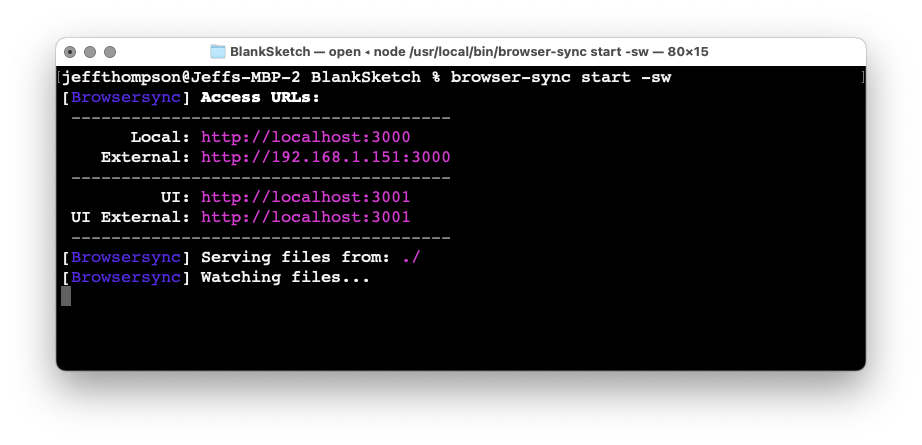 BlankSketch — open ◂ node /usr/local/bin/browser-sync start -sw — 80×15
[jeffthompson@Jeffs-MBP-2 BlankSketch % browser-sync start -sw ]
[Browsersync] Access URLs:
--------------------------------------
Local: http://localhost:3000
External: http://192.168.1.151:3000
--------------------------------------
UI: http://localhost:3001
UI External: http://localhost:3001
--------------------------------------
[Browsersync] Serving files from: ./
[Browsersync] Watching files...